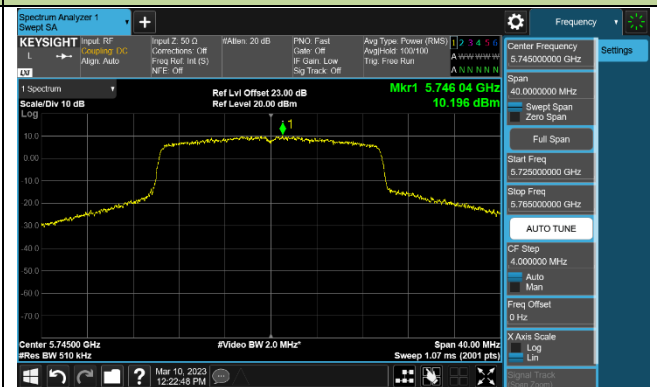 Spectrum Analyzer 1
Swept SA
Frequency
KEYSIGHT
L
Input: RF
Coupling: DC
Align: Auto
Input Z: 50 Ω
Corrections: Off
Freq Ref: Int (S)
NFE: Off
#Atten: 20 dB
PNO: Fast
Gate: Off
IF Gain: Low
Sig Track: Off
Avg Type: Power (RMS)
Avg|Hold: 100/100
Trig: Free Run
1 2 3 4 5 6
A W W W W W
A N N N N N
LXI
1 Spectrum
Scale/Div 10 dB
Log
Ref Lvl Offset 23.00 dB
Ref Level 20.00 dBm
Mkr1 5.746 04 GHz
10.196 dBm
1
10.0
0.00
-10.0
-20.0
-30.0
-40.0
-50.0
-60.0
-70.0
Center 5.74500 GHz
#Res BW 510 kHz
#Video BW 2.0 MHz*
Span 40.00 MHz
Sweep 1.07 ms (2001 pts)
Center Frequency
5.745000000 GHz
Settings
Span
40.0000000 MHz
Swept Span
Zero Span
Full Span
Start Freq
5.725000000 GHz
Stop Freq
5.765000000 GHz
AUTO TUNE
CF Step
4.000000 MHz
Auto
Man
Freq Offset
0 Hz
X Axis Scale
Log
Lin
Signal Track
(Span Zoom)
?
Mar 10, 2023
12:22:48 PM